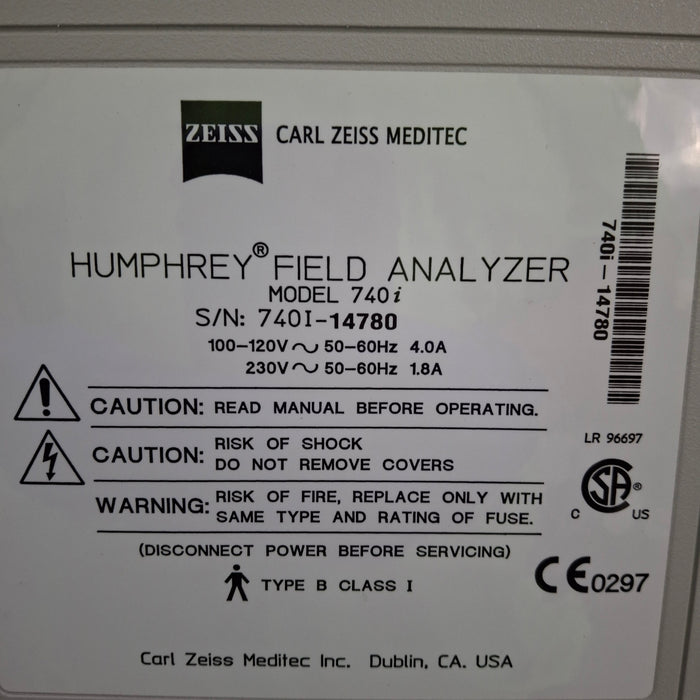 ZEISS CARL ZEISS MEDITEC
HUMPHREY® FIELD ANALYZER
MODEL 740i
S/N: 740I-14780
100-120V ~ 50-60Hz 4.0A
230V ~ 50-60Hz 1.8A
740i-14780
CAUTION: READ MANUAL BEFORE OPERATING.
CAUTION: RISK OF SHOCK
DO NOT REMOVE COVERS
WARNING: RISK OF FIRE, REPLACE ONLY WITH
SAME TYPE AND RATING OF FUSE.
(DISCONNECT POWER BEFORE SERVICING)
TYPE B CLASS I
LR 96697
SA®
C US
CE0297
Carl Zeiss Meditec Inc. Dublin, CA. USA